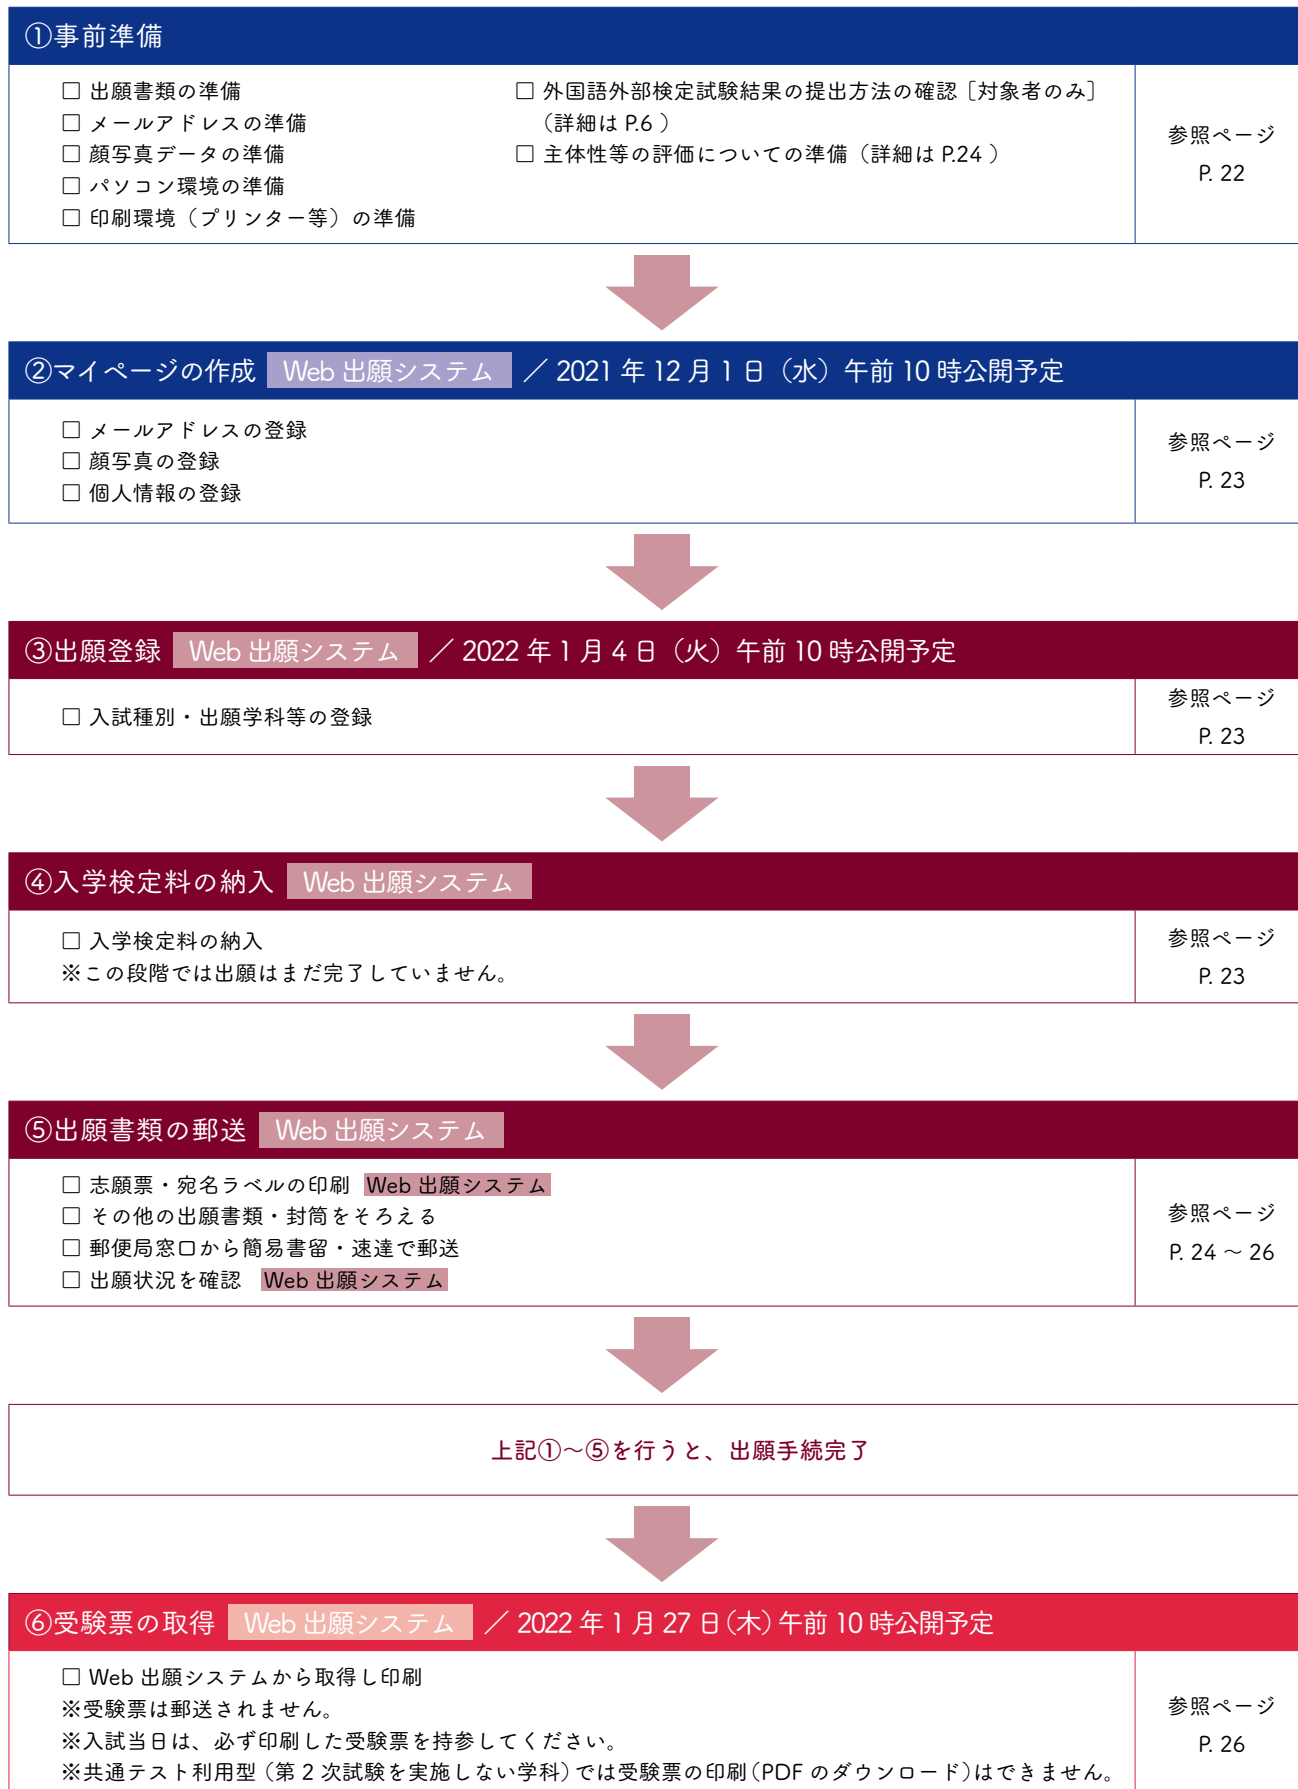 ①事前準備
□ 出願書類の準備
□ メールアドレスの準備
□ 顔写真データの準備
□ パソコン環境の準備
□ 印刷環境（プリンター等）の準備
□ 外国語外部検定試験結果の提出方法の確認［対象者のみ］
（詳細は P.6 ）
□ 主体性等の評価についての準備（詳細は P.24 ）
参照ページ
P. 22
②マイページの作成 Web 出願システム ／ 2021 年 12 月 1 日（水）午前 10 時公開予定
□ メールアドレスの登録
□ 顔写真の登録
□ 個人情報の登録
参照ページ
P. 23
③出願登録 Web 出願システム ／ 2022 年 1 月 4 日（火）午前 10 時公開予定
□ 入試種別・出願学科等の登録
参照ページ
P. 23
④入学検定料の納入 Web 出願システム
□ 入学検定料の納入
※この段階では出願はまだ完了していません。
参照ページ
P. 23
⑤出願書類の郵送 Web 出願システム
□ 志願票・宛名ラベルの印刷 Web 出願システム
□ その他の出願書類・封筒をそろえる
□ 郵便局窓口から簡易書留・速達で郵送
□ 出願状況を確認 Web 出願システム
参照ページ
P. 24 ～ 26
上記①～⑤を行うと、出願手続完了
⑥受験票の取得 Web 出願システム ／ 2022 年 1 月 27 日（木）午前 10 時公開予定
□ Web 出願システムから取得し印刷
※受験票は郵送されません。
※入試当日は、必ず印刷した受験票を持参してください。
※共通テスト利用型（第 2 次試験を実施しない学科）では受験票の印刷（PDF のダウンロード）はできません。
参照ページ
P. 26